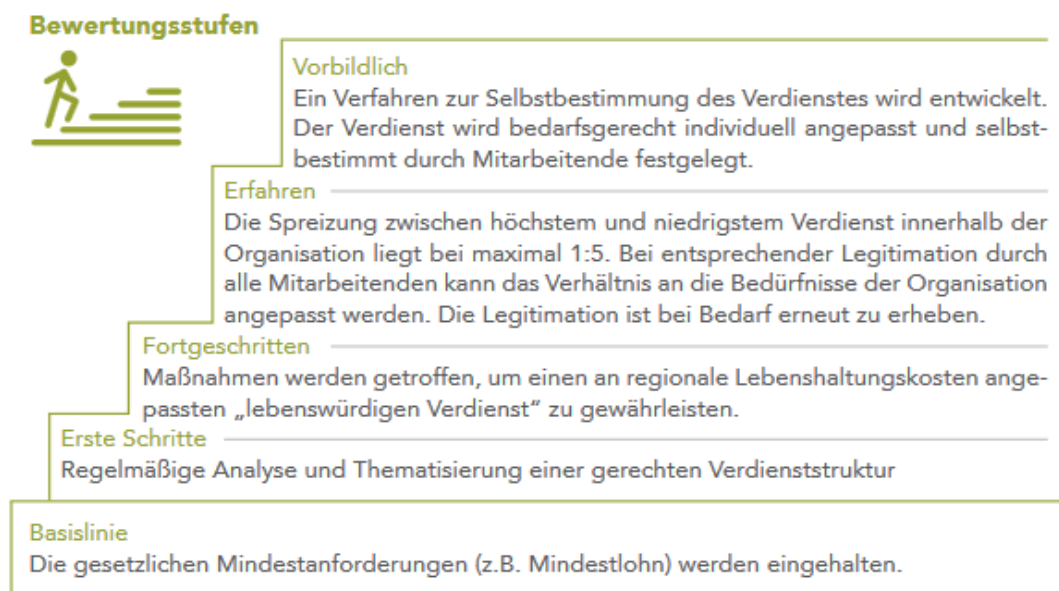 Bewertungsstufen
Vorbildlich
Ein Verfahren zur Selbstbestimmung des Verdienstes wird entwickelt.
Der Verdienst wird bedarfsgerecht individuell angepasst und selbst-
bestimmt durch Mitarbeitende festgelegt.
Erfahren
Die Spreizung zwischen höchstem und niedrigstem Verdienst innerhalb der
Organisation liegt bei maximal 1:5. Bei entsprechender Legitimation durch
alle Mitarbeitenden kann das Verhältnis an die Bedürfnisse der Organisation
angepasst werden. Die Legitimation ist bei Bedarf erneut zu erheben.
Fortgeschritten
Maßnahmen werden getroffen, um einen an regionale Lebenshaltungskosten ange-
passten „lebenswürdigen Verdienst“ zu gewährleisten.
Erste Schritte
Regelmäßige Analyse und Thematisierung einer gerechten Verdienststruktur
Basislinie
Die gesetzlichen Mindestanforderungen (z.B. Mindestlohn) werden eingehalten.